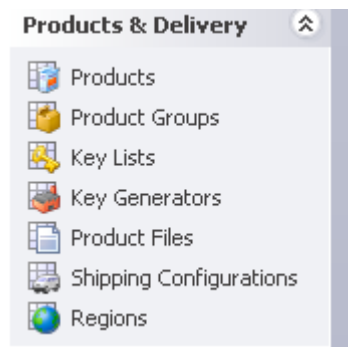 Products & Delivery
Products
Product Groups
Key Lists
Key Generators
Product Files
Shipping Configurations
Regions